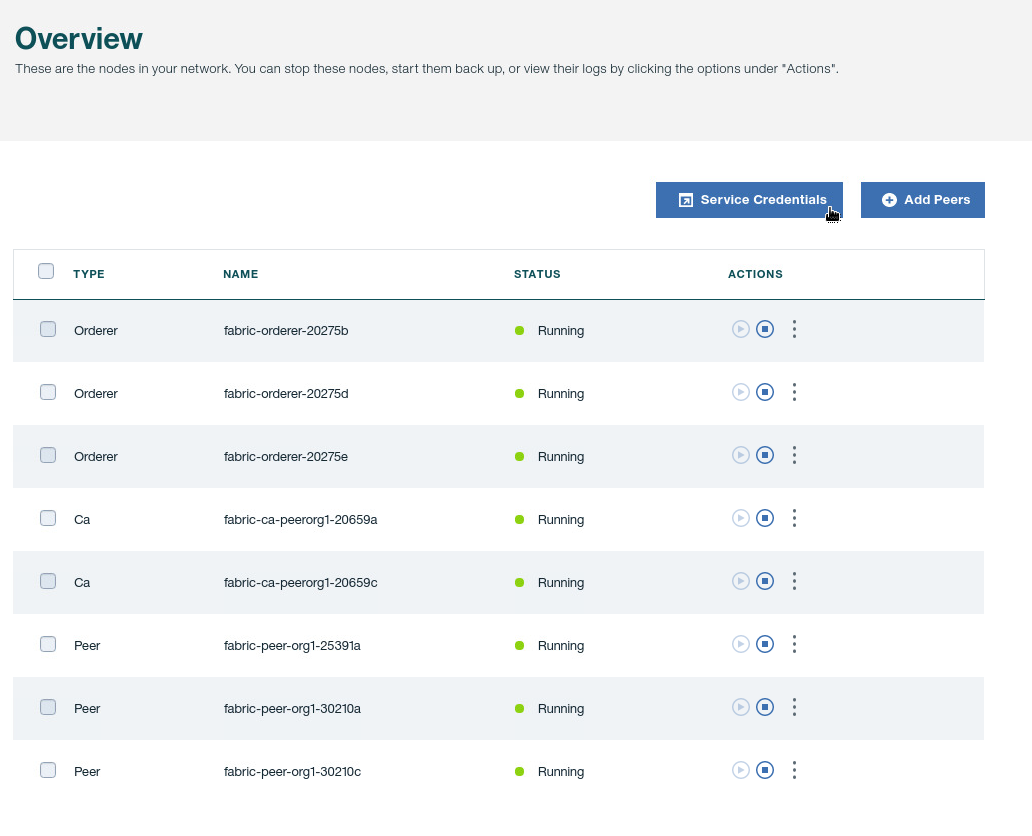 Overview
These are the nodes in your network. You can stop these nodes, start them back up, or view their logs by clicking the options under "Actions".
Service Credentials Add Peers
TYPE NAME STATUS ACTIONS
Orderer fabric-orderer-20275b Running
Orderer fabric-orderer-20275d Running
Orderer fabric-orderer-20275e Running
Ca fabric-ca-peerorg1-20659a Running
Ca fabric-ca-peerorg1-20659c Running
Peer fabric-peer-org1-25391a Running
Peer fabric-peer-org1-30210a Running
Peer fabric-peer-org1-30210c Running